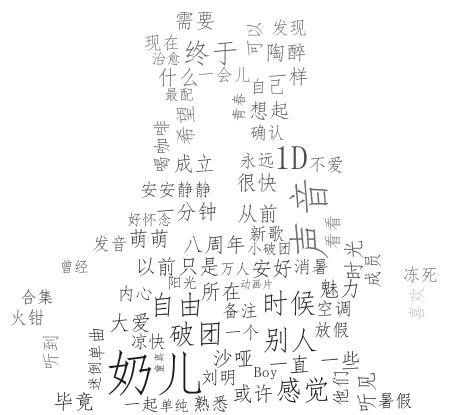 需要
发现
现在
终于
可以
陶醉
治愈
什么
一会儿
自己
一样
最配
青春
想起
希望
喝咖啡
确认
成立
永远
1D
不爱
安安静静
很快
声音
好怀念
一分钟
从前
发音
萌萌
八周年
新歌
小破团
看看
曾经
以前
只是
万人
安好
消暑
时光
成员
冻死
合集
内心
阳光
所在
动画片
魅力
喜欢
火钳
自由
备注
时候
空调
大爱
破团
一个
别人
放假
听到
送到
单曲
凉快
奶儿
童真
沙哑
刘明
Boy
一直
一些
毕竟
一起
单纯
熟悉
或许
感觉
他们
听见
暑假